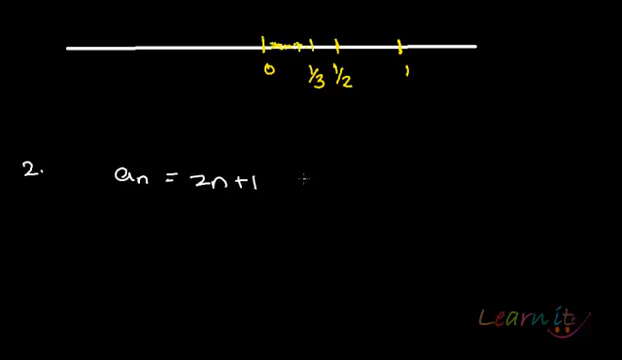 0 1/3 1/2 1
2. aₙ = 2n+1
Learnit